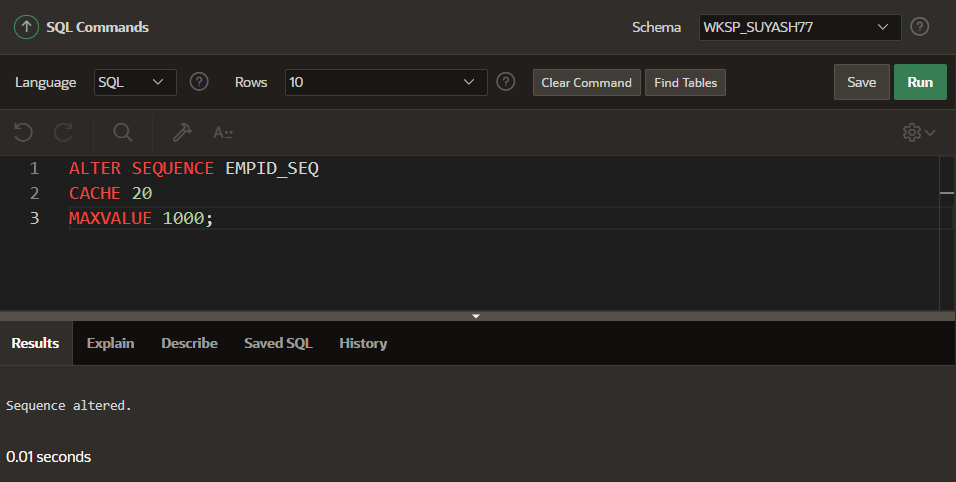 SQL Commands
Schema WKSP_SUYASH77 ?
Language SQL ? Rows 10 ? Clear Command Find Tables Save Run
A::
1 ALTER SEQUENCE EMPID_SEQ
2 CACHE 20
3 MAXVALUE 1000;
Results Explain Describe Saved SQL History
Sequence altered.
0.01 seconds